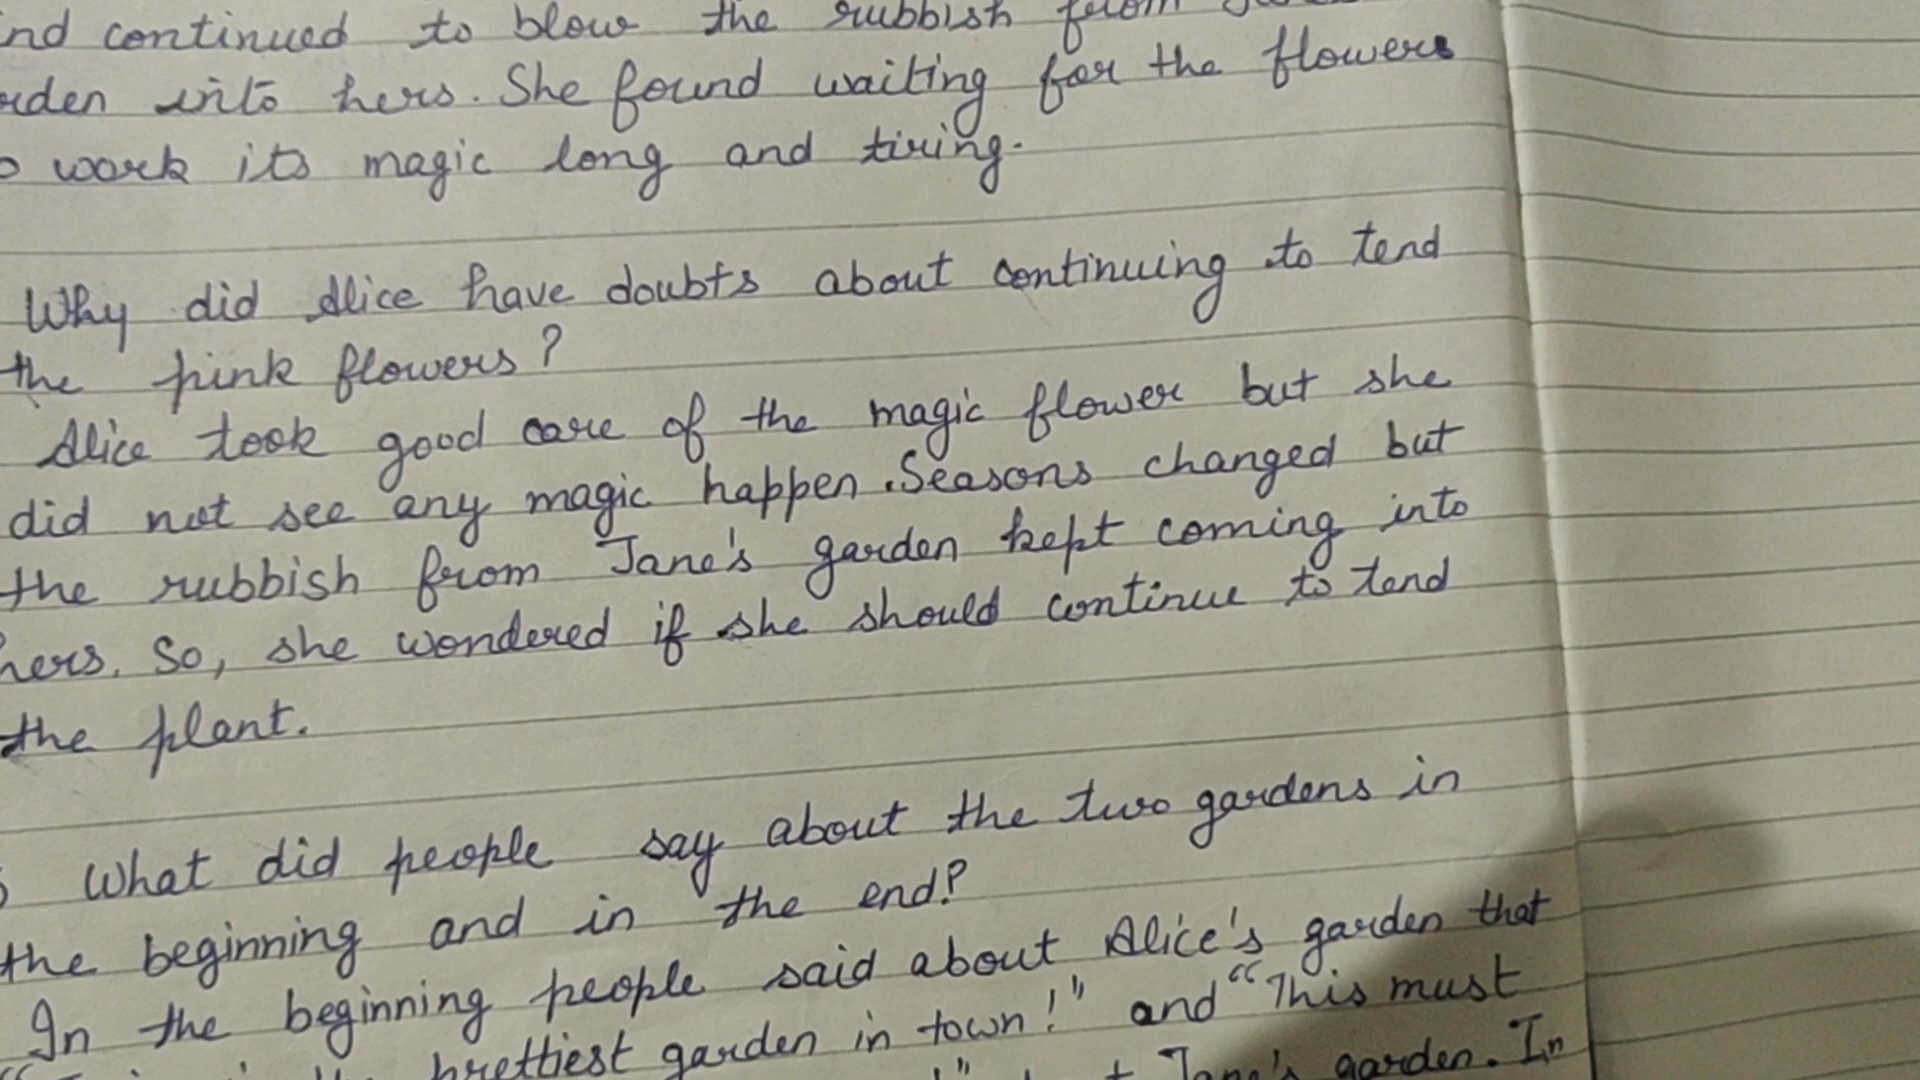 nd continued to blow the rubbish from
rden into hers. She found waiting for the flowers
o work its magic long and tiring.
Why did Alice have doubts about continuing to tend
the pink flowers?
Alice took good care of the magic flower but she
did not see any magic happen. Seasons changed but
the rubbish from Jane's garden kept coming into
hers. So, she wondered if she should continue to tend
the plant.
What did people say about the two gardens in
the beginning and in the end?
In the beginning people said about Alice's garden that
prettiest garden in town!" and "This must
Jane's garden. In